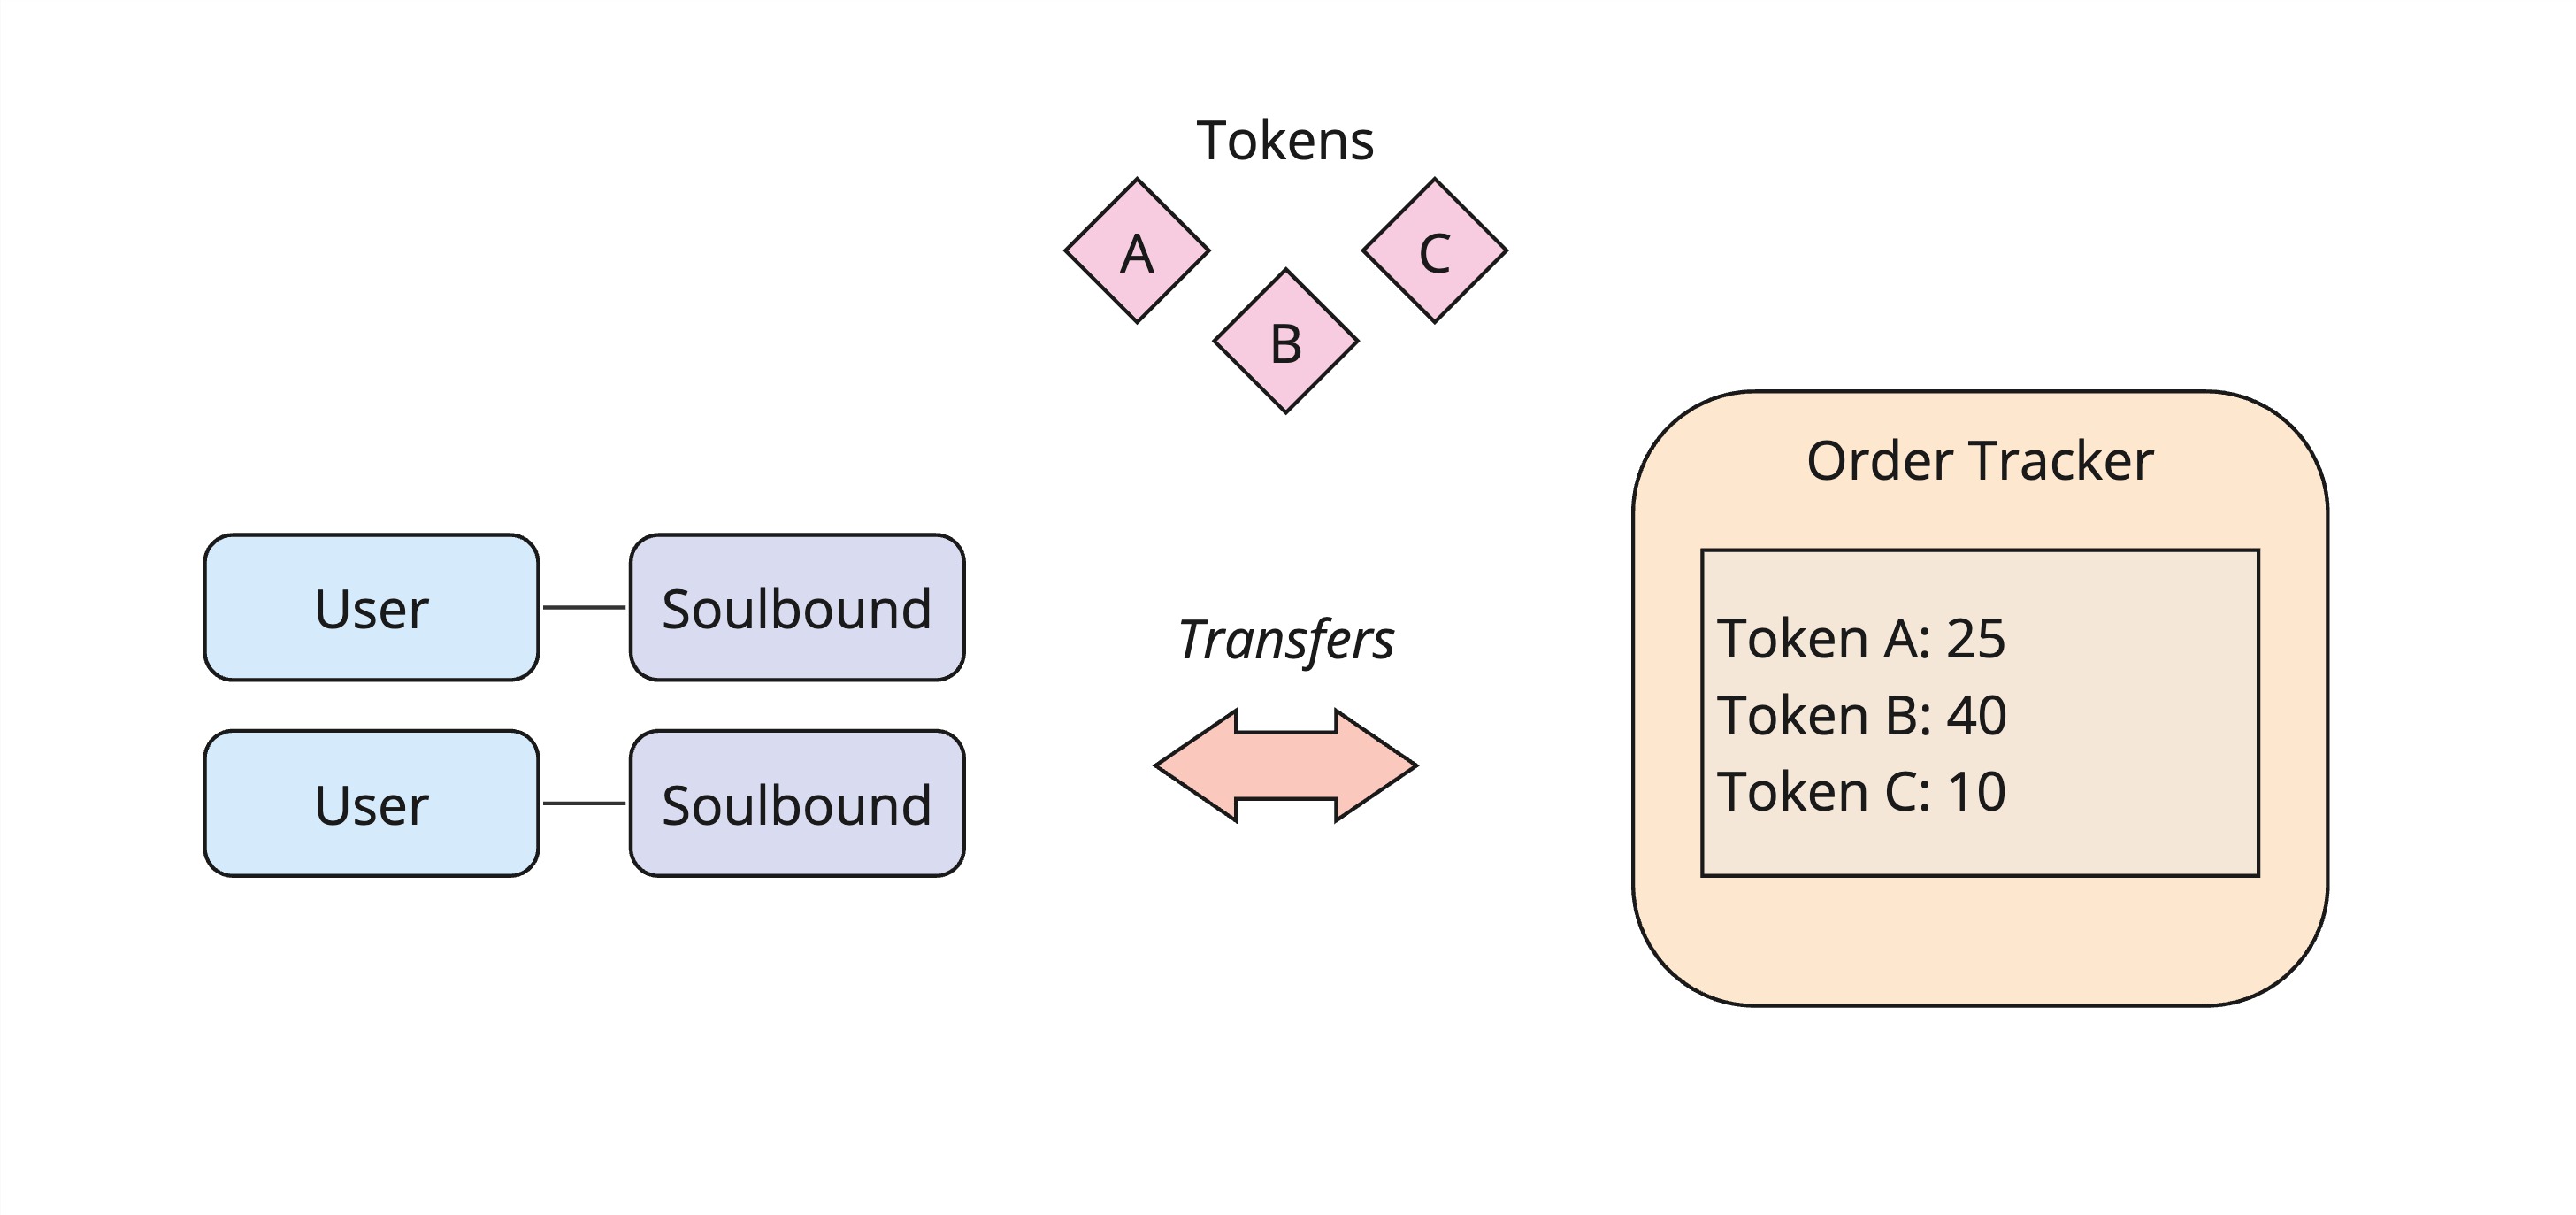 Tokens
A
C
B
Order Tracker
User
Soulbound
Transfers
Token A: 25
Token B: 40
Token C: 10
User
Soulbound